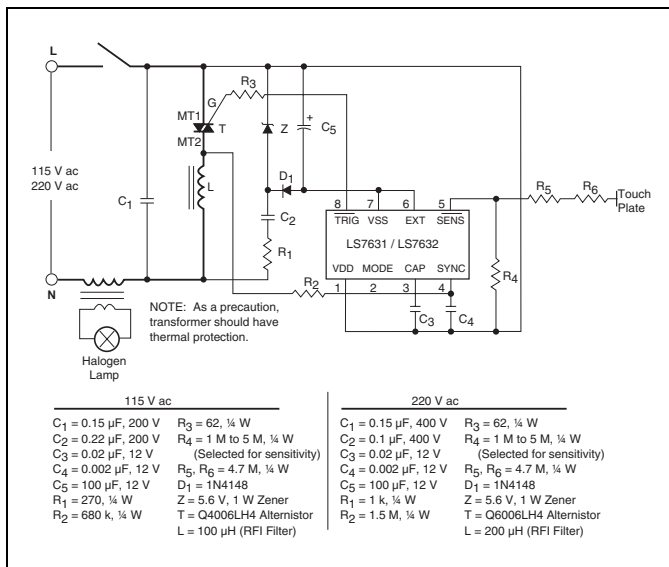 L
R3
G
MT1
T
Z
+
C5
MT2
115 V ac
220 V ac
C1
L
D1
C2
R1
8 7 6 5
TRIG VSS EXT SENS
LS7631 / LS7632
VDD MODE CAP SYNC
1 2 3 4
R5
R6
Touch
Plate
R4
R2
C3
C4
N
NOTE: As a precaution,
transformer should have
thermal protection.
Halogen
Lamp
115 V ac
C1 = 0.15 µF, 200 V
C2 = 0.22 µF, 200 V
C3 = 0.02 µF, 12 V
C4 = 0.002 µF, 12 V
C5 = 100 µF, 12 V
R1 = 270, ¼ W
R2 = 680 k, ¼ W
R3 = 62, ¼ W
R4 = 1 M to 5 M, ¼ W
(Selected for sensitivity)
R5, R6 = 4.7 M, ¼ W
D1 = 1N4148
Z = 5.6 V, 1 W Zener
T = Q4006LH4 Alternistor
L = 100 µH (RFI Filter)
220 V ac
C1 = 0.15 µF, 400 V
C2 = 0.1 µF, 400 V
C3 = 0.02 µF, 12 V
C4 = 0.002 µF, 12 V
C5 = 100 µF, 12 V
R1 = 1 k, ¼ W
R2 = 1.5 M, ¼ W
R3 = 62, ¼ W
R4 = 1 M to 5 M, ¼ W
(Selected for sensitivity)
R5, R6 = 4.7 M, ¼ W
D1 = 1N4148
Z = 5.6 V, 1 W Zener
T = Q6006LH4 Alternistor
L = 200 µH (RFI Filter)